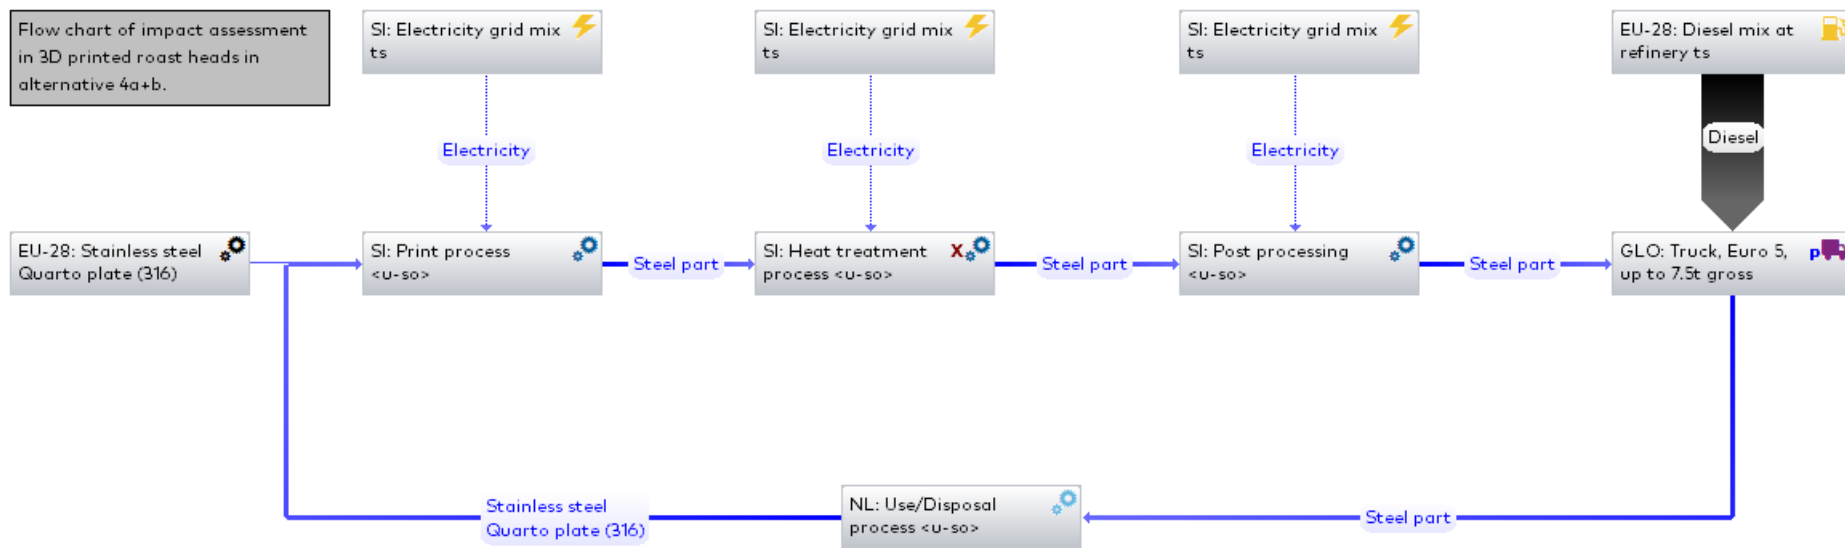 Flow chart of impact assessment
in 3D printed roast heads in
alternative 4a+b.
SI: Electricity grid mix
ts
SI: Electricity grid mix
ts
SI: Electricity grid mix
ts
EU-28: Diesel mix at
refinery ts
Electricity
Electricity
Electricity
Diesel
EU-28: Stainless steel
Quarto plate (316)
SI: Print process
<u-so>
Steel part
SI: Heat treatment
process <u-so>
X
Steel part
SI: Post processing
<u-so>
Steel part
GLO: Truck, Euro 5,
up to 7.5t gross
p
Stainless steel
Quarto plate (316)
NL: Use/Disposal
process <u-so>
Steel part